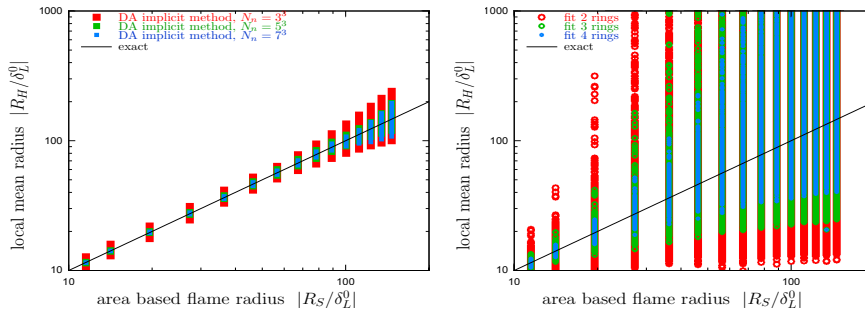 1000
100
10
10
100
local mean radius |R_H/δ_L^0|
area based flame radius |R_S/δ_L^0|
DA implicit method, N_n = 3^3
DA implicit method, N_n = 5^3
DA implicit method, N_n = 7^3
exact
1000
100
10
10
100
local mean radius |R_H/δ_L^0|
area based flame radius |R_S/δ_L^0|
fit 2 rings
fit 3 rings
fit 4 rings
exact